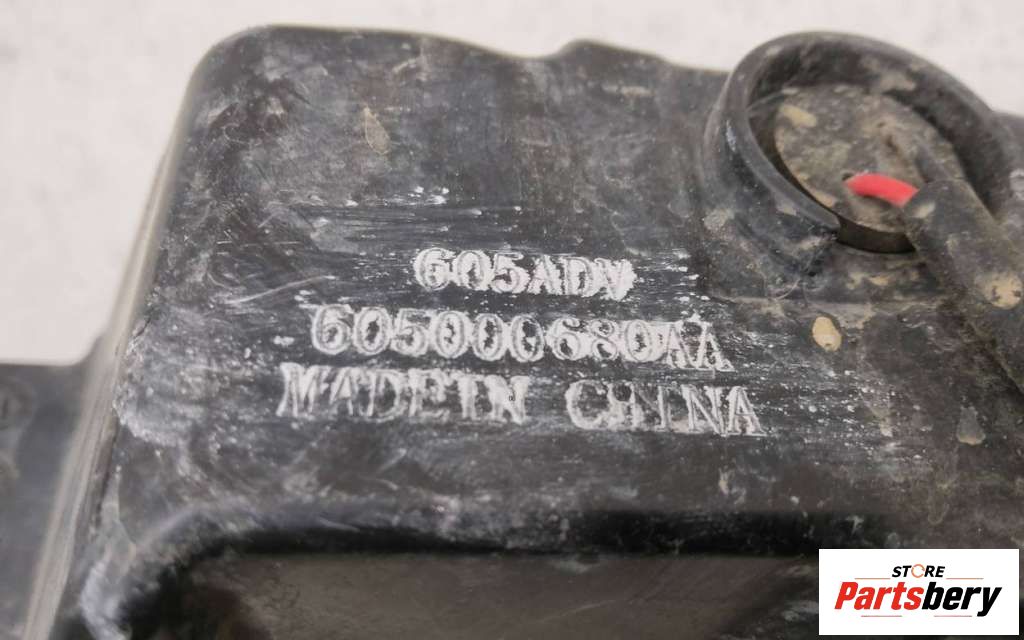 605ADV
605000680AA
MADE IN CHINA
STORE
Partsbery